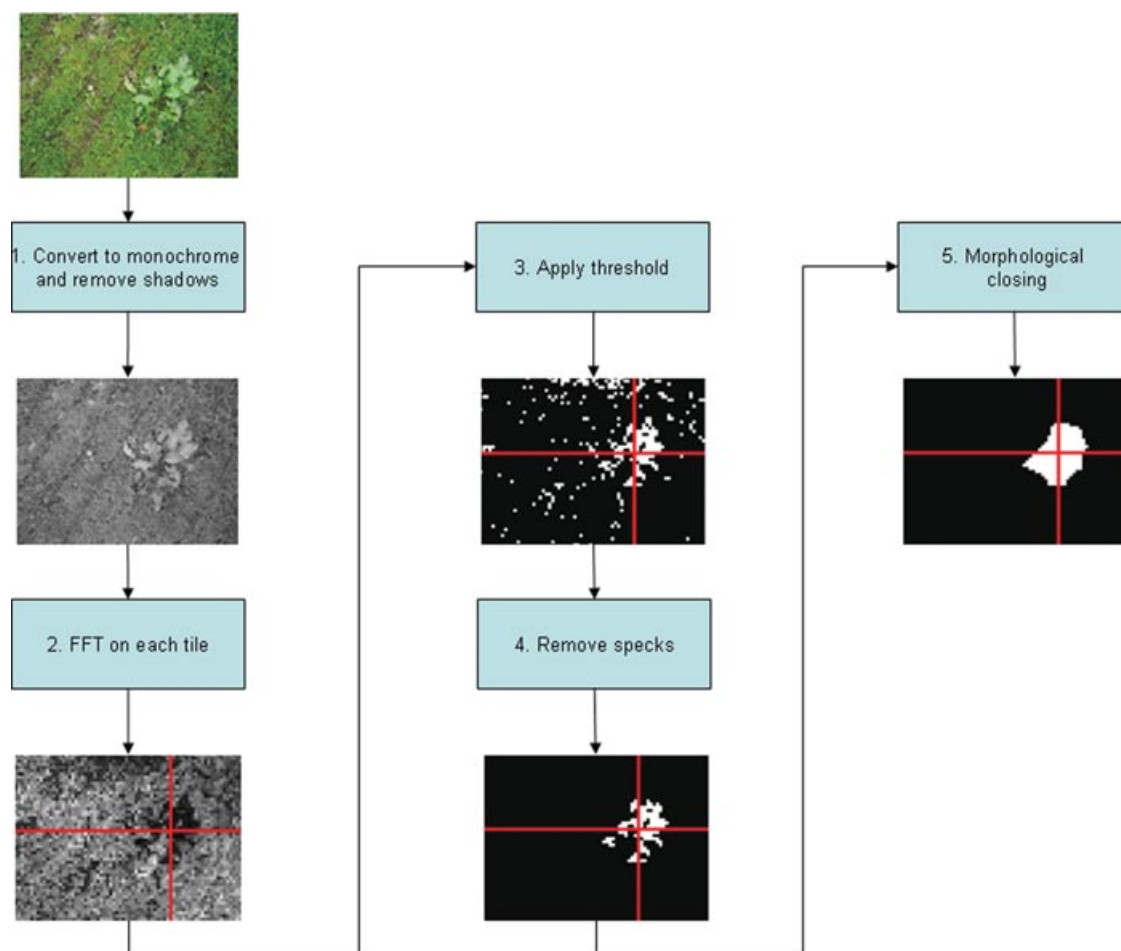 1. Convert to monochrome
and remove shadows
2. FFT on each tile
3. Apply threshold
4. Remove specks
5. Morphological
closing